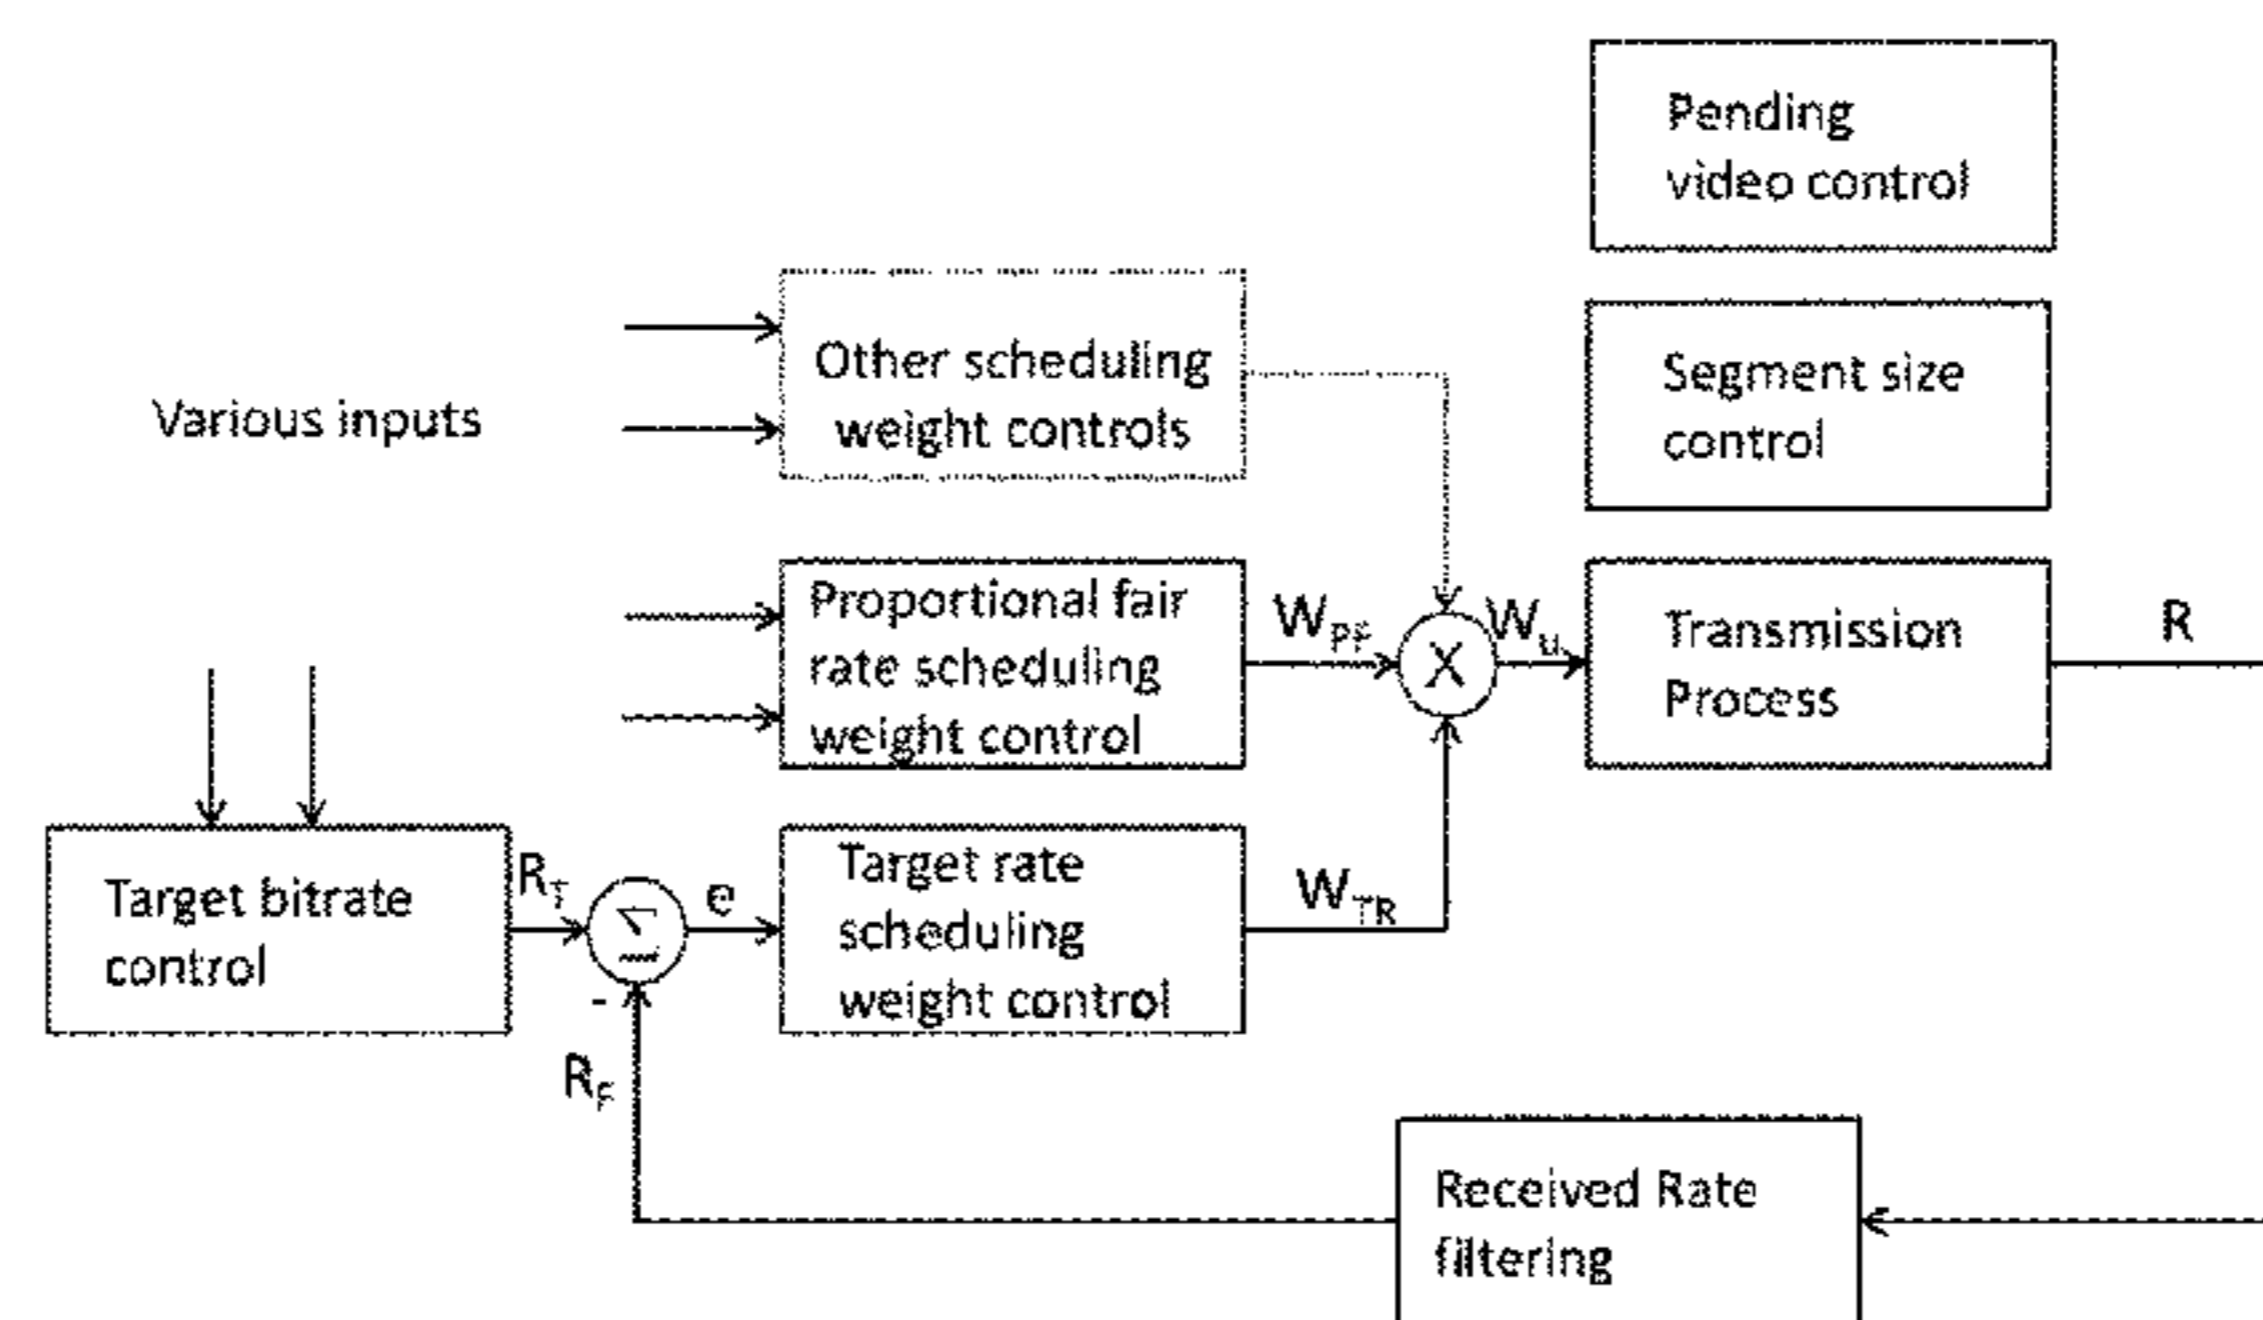 Pending
video control
Other scheduling
weight controls
Segment size
control
Various inputs
Proportional fair
rate scheduling
weight control
W_PF
X
W_u
Transmission
Process
R
Target bitrate
control
R_T
Σ
-
e
Target rate
scheduling
weight control
W_TR
R_F
Received Rate
filtering